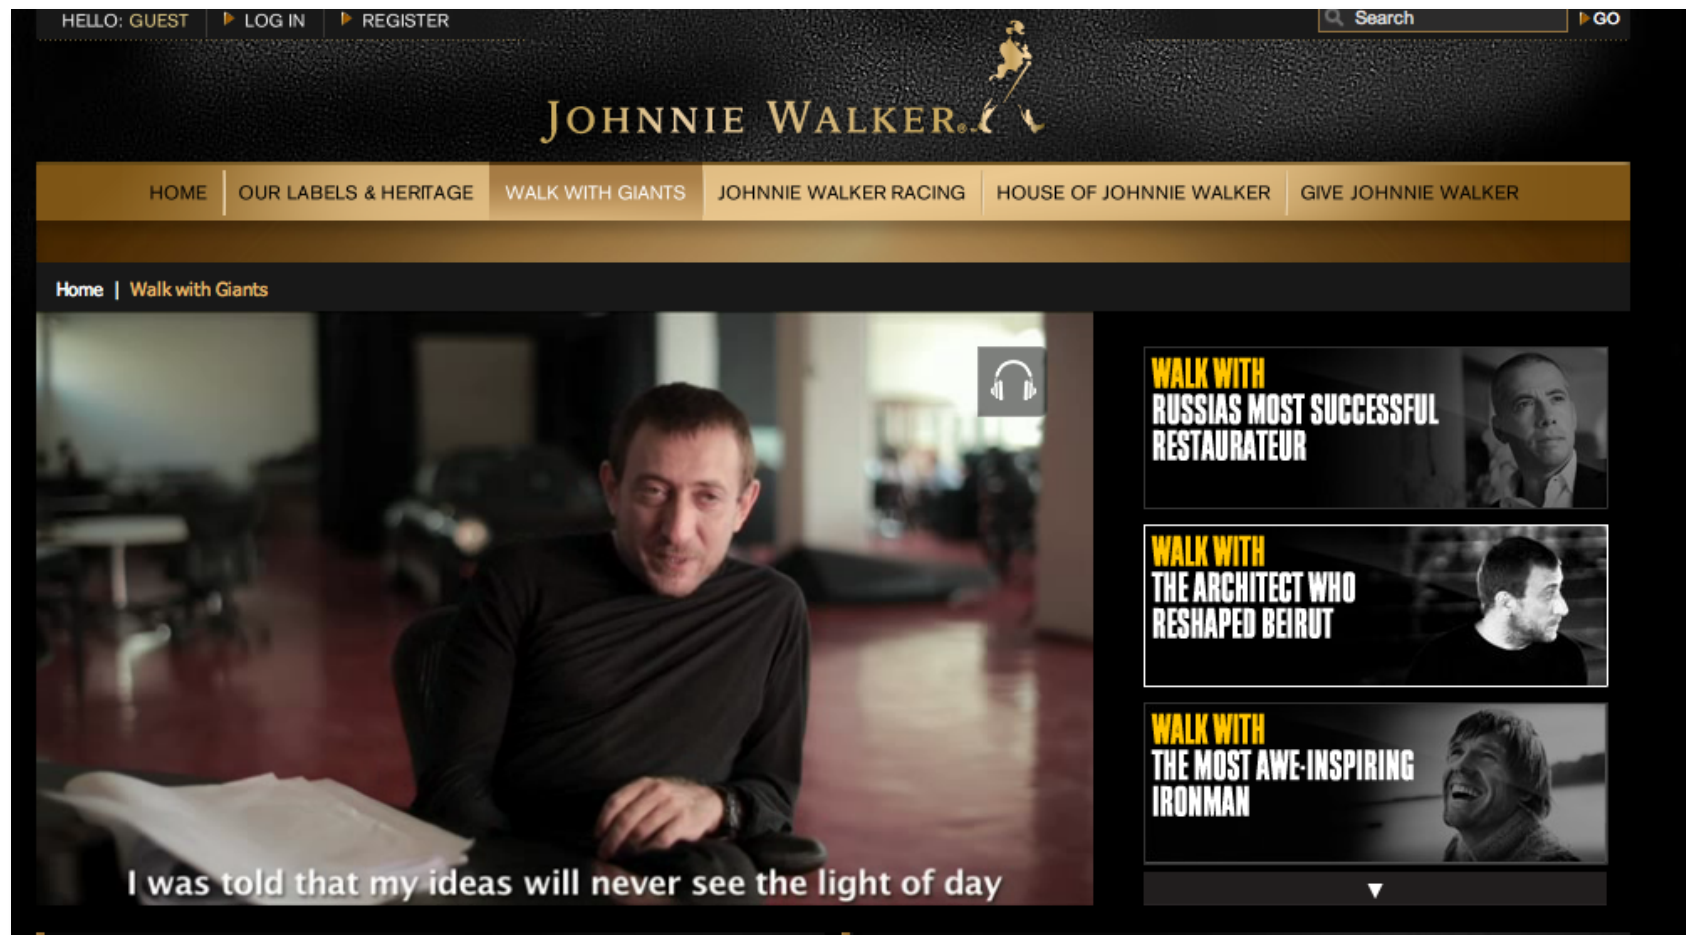 HELLO: GUEST
LOG IN
REGISTER
Search
GO
JOHNNIE WALKER®
HOME
OUR LABELS & HERITAGE
WALK WITH GIANTS
JOHNNIE WALKER RACING
HOUSE OF JOHNNIE WALKER
GIVE JOHNNIE WALKER
Home | Walk with Giants
I was told that my ideas will never see the light of day
WALK WITH
RUSSIAS MOST SUCCESSFUL
RESTAURATEUR
WALK WITH
THE ARCHITECT WHO
RESHAPED BEIRUT
WALK WITH
THE MOST AWE-INSPIRING
IRONMAN